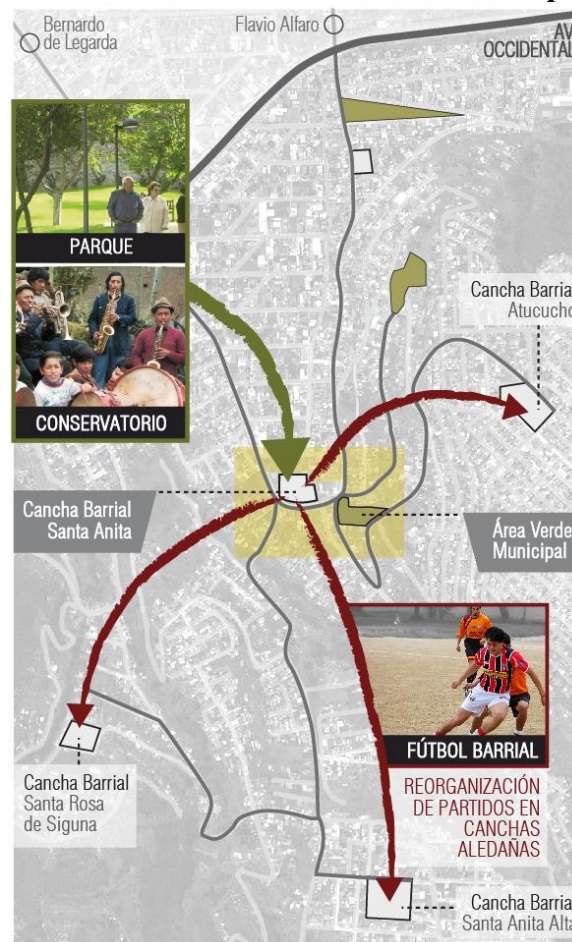 Bernardo
de Legarda
Flavio Alfaro
AV
OCCIDENTAL
PARQUE
CONSERVATORIO
Cancha Barrial
Atucucho
Cancha Barrial
Santa Anita
Área Verde
Municipal
FÚTBOL BARRIAL
REORGANIZACIÓN
DE PARTIDOS EN
CANCHAS
ALEDAÑAS
Cancha Barrial
Santa Rosa
de Siguna
Cancha Barrial
Santa Anita Alta